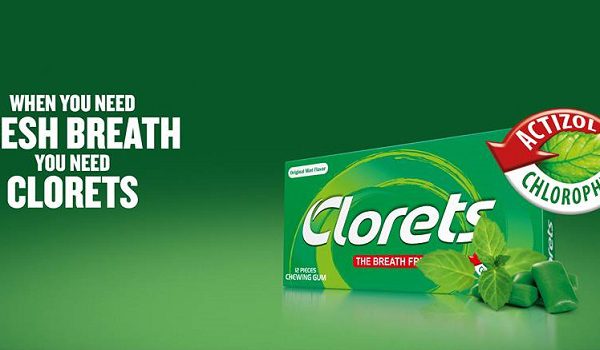 WHEN YOU NEED
ESH BREATH
YOU NEED
CLORETS
Original Mint Flavor
Clorets
THE BREATH FR
12 PIECES
CHEWING GUM
ACTIZOL
CHLOROPH